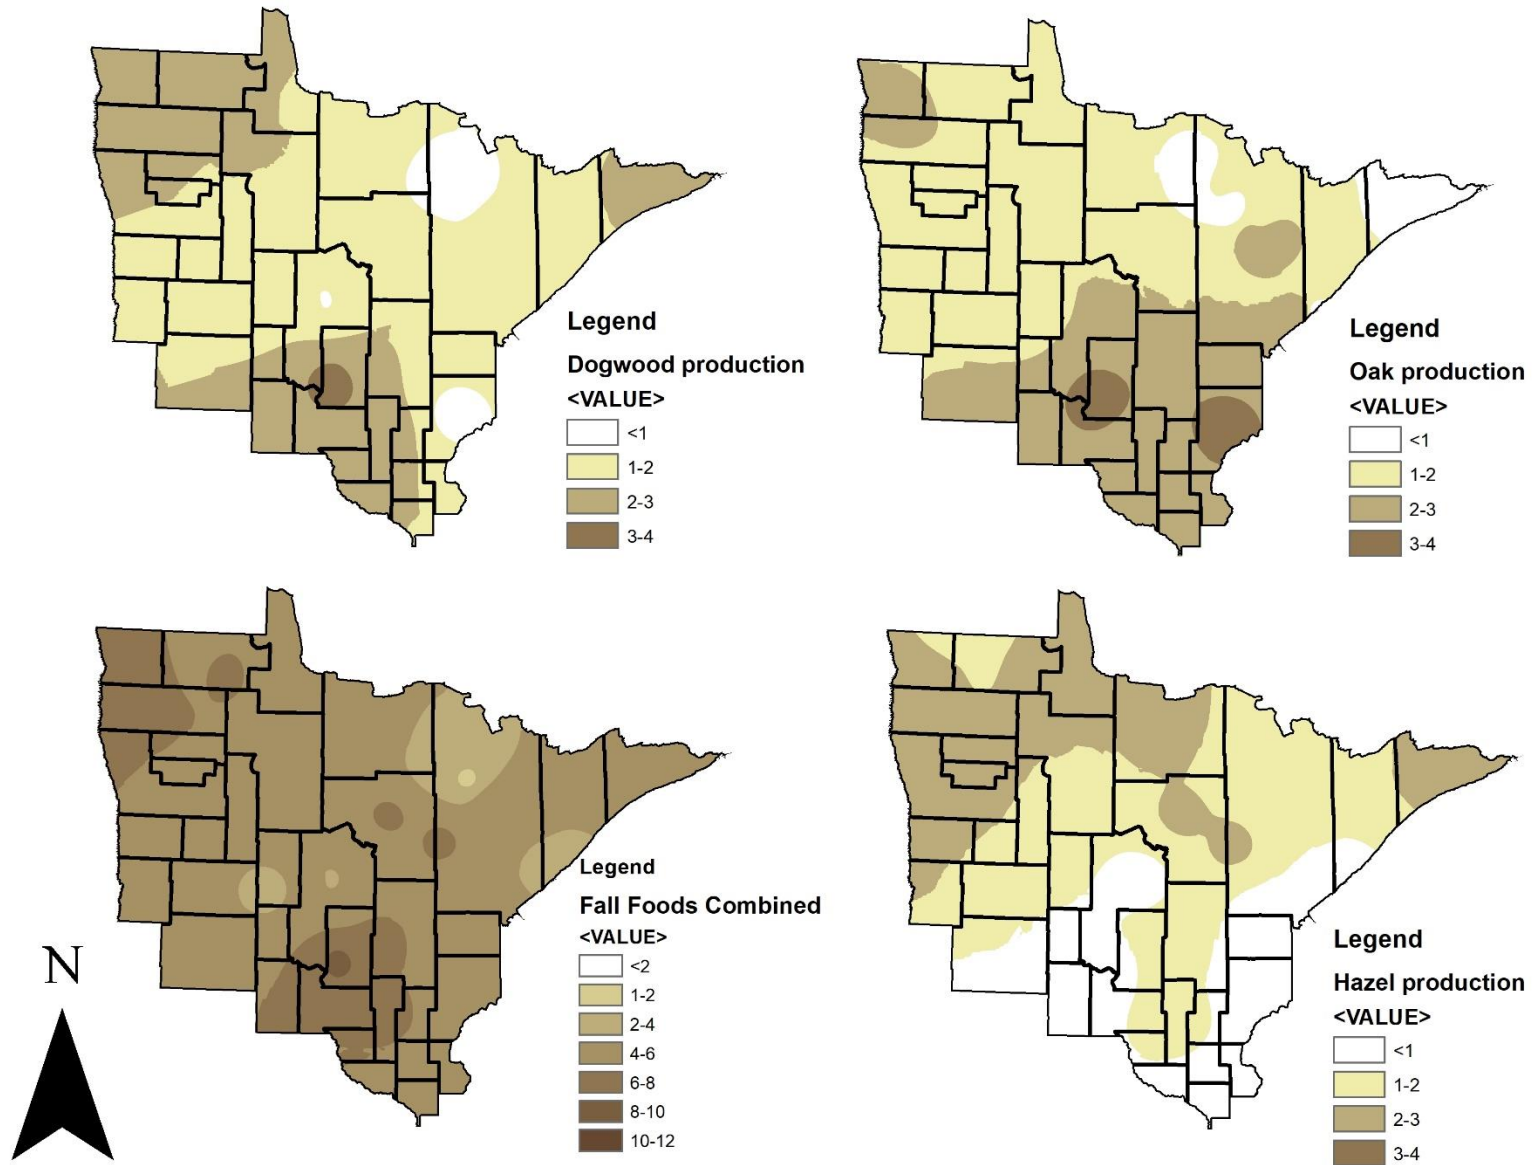 Legend
Dogwood production
<VALUE>
<1
1-2
2-3
3-4
Legend
Oak production
<VALUE>
<1
1-2
2-3
3-4
N
Legend
Fall Foods Combined
<VALUE>
<2
1-2
2-4
4-6
6-8
8-10
10-12
Legend
Hazel production
<VALUE>
<1
1-2
2-3
3-4